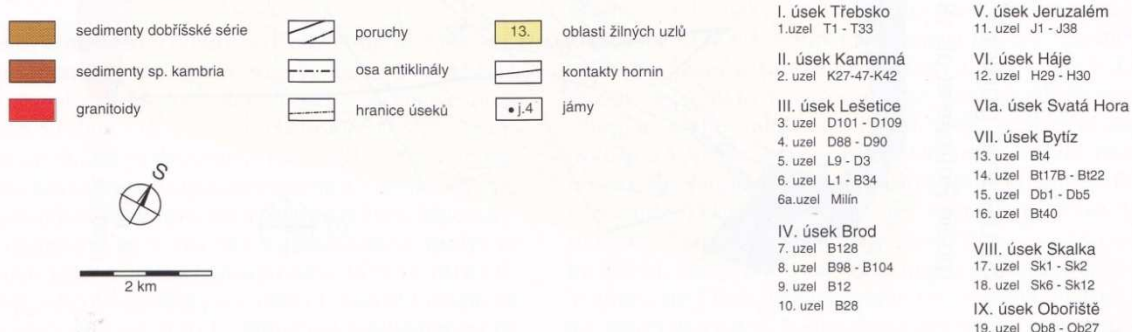 sedimenty dobříšské série
sedimenty sp. kambria
granitoidy
poruchy
osa antiklinály
hranice úseků
13. oblasti žilných uzlů
kontakty hornin
j.4 jámy
S
2 km
I. úsek Třebsko
1.uzel T1 - T33
II. úsek Kamenná
2. uzel K27-47-K42
III. úsek Lešetice
3. uzel D101 - D109
4. uzel D88 - D90
5. uzel L9 - D3
6. uzel L1 - B34
6a.uzel Milín
IV. úsek Brod
7. uzel B128
8. uzel B98 - B104
9. uzel B12
10. uzel B28
V. úsek Jeruzalém
11. uzel J1 - J38
VI. úsek Háje
12. uzel H29 - H30
VIa. úsek Svatá Hora
VII. úsek Bytíz
13. uzel Bt4
14. uzel Bt17B - Bt22
15. uzel Db1 - Db5
16. uzel Bt40
VIII. úsek Skalka
17. uzel Sk1 - Sk2
18. uzel Sk6 - Sk12
IX. úsek Obořiště
19. uzel Ob8 - Ob27